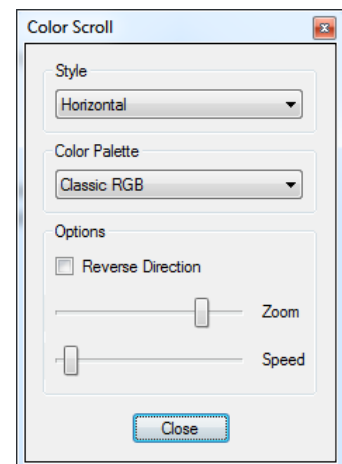 Color Scroll
Style
Horizontal
Color Palette
Classic RGB
Options
Reverse Direction
Zoom
Speed
Close